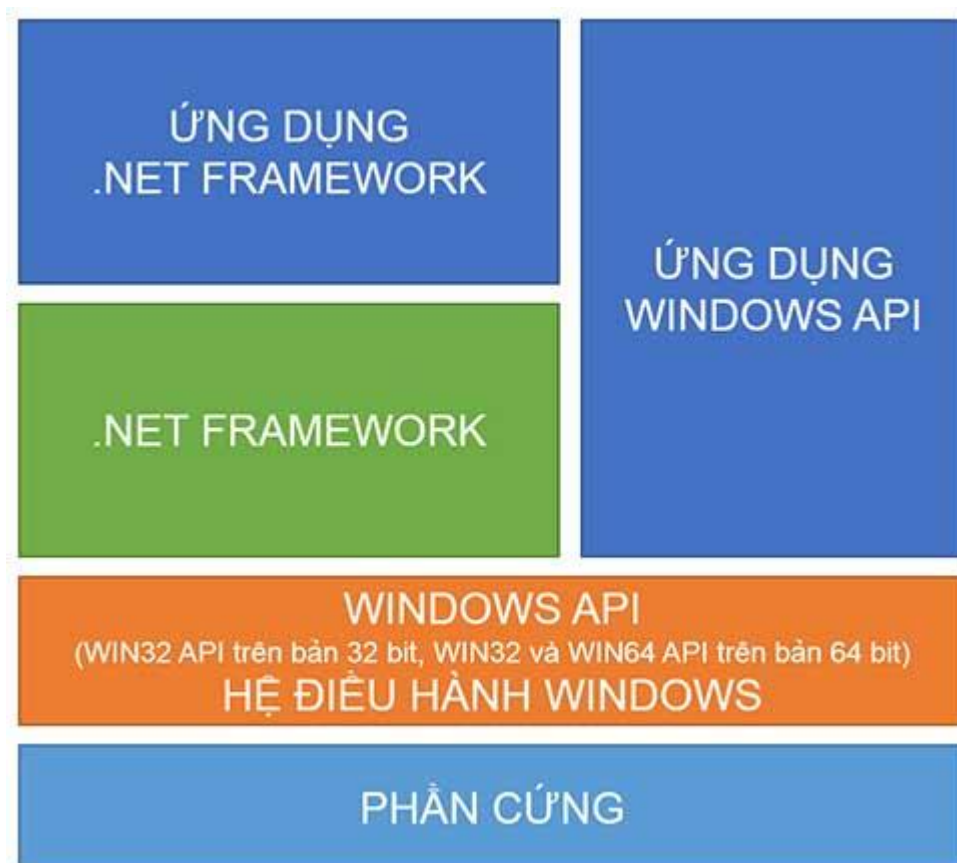 ỨNG DỤNG
.NET FRAMEWORK
ỨNG DỤNG
WINDOWS API
.NET FRAMEWORK
WINDOWS API
(WIN32 API trên bản 32 bit, WIN32 và WIN64 API trên bản 64 bit)
HỆ ĐIỀU HÀNH WINDOWS
PHẦN CỨNG